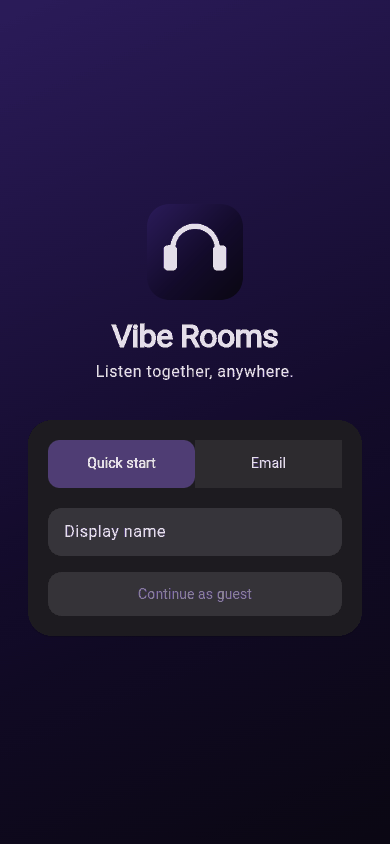 Vibe Rooms
Listen together, anywhere.
Quick start
Email
Display name
Continue as guest